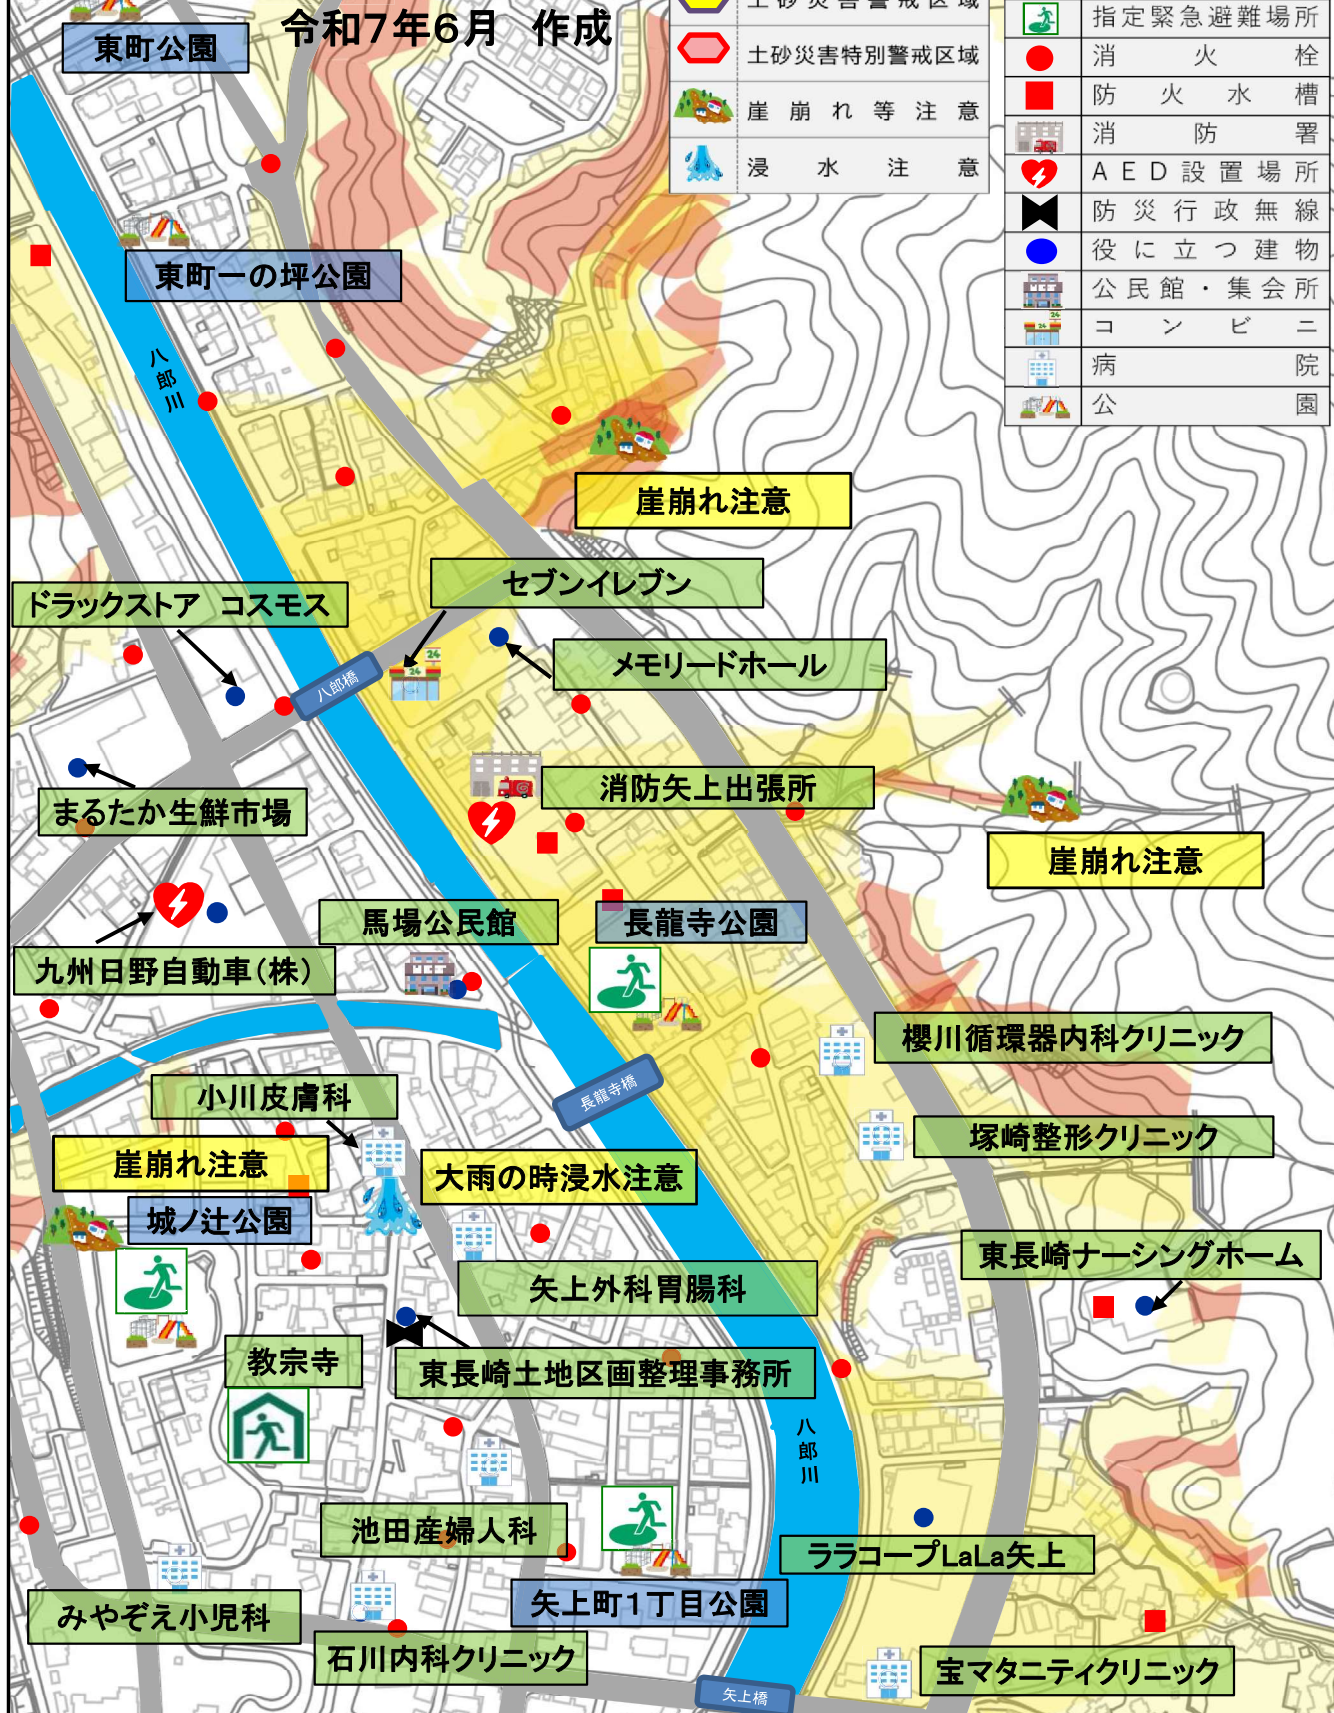 令和7年6月 作成
東町公園
土砂災害警戒区域
土砂災害特別警戒区域
崖崩れ等注意
浸水注意
指定緊急避難場所
消火栓
防火水槽
消防署
AED設置場所
防災行政無線
役に立つ建物
公民館・集会所
コンビニ
病院
公園
東町一の坪公園
八郎川
崖崩れ注意
セブンイレブン
ドラックストア コスモス
メモリードホール
八郎橋
消防矢上出張所
まるたか生鮮市場
崖崩れ注意
馬場公民館
長龍寺公園
九州日野自動車(株)
櫻川循環器内科クリニック
長龍寺橋
小川皮膚科
塚崎整形クリニック
崖崩れ注意
大雨の時浸水注意
城ノ辻公園
東長崎ナーシングホーム
矢上外科胃腸科
教宗寺
東長崎土地区画整理事務所
八郎川
池田産婦人科
ララコープLaLa矢上
矢上町1丁目公園
みやぞえ小児科
石川内科クリニック
宝マタニティクリニック
矢上橋